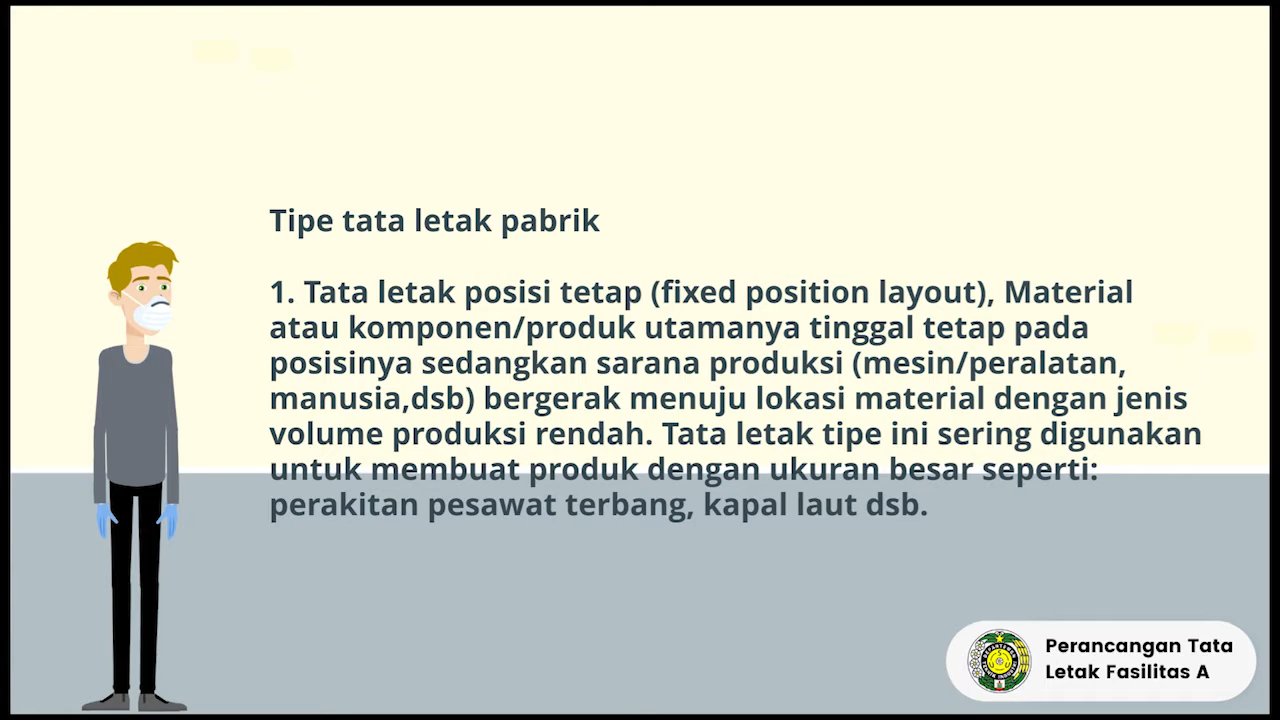 Tipe tata letak pabrik
1. Tata letak posisi tetap (fixed position layout), Material
atau komponen/produk utamanya tinggal tetap pada
posisinya sedangkan sarana produksi (mesin/peralatan,
manusia,dsb) bergerak menuju lokasi material dengan jenis
volume produksi rendah. Tata letak tipe ini sering digunakan
untuk membuat produk dengan ukuran besar seperti:
perakitan pesawat terbang, kapal laut dsb.
Perancangan Tata
Letak Fasilitas A